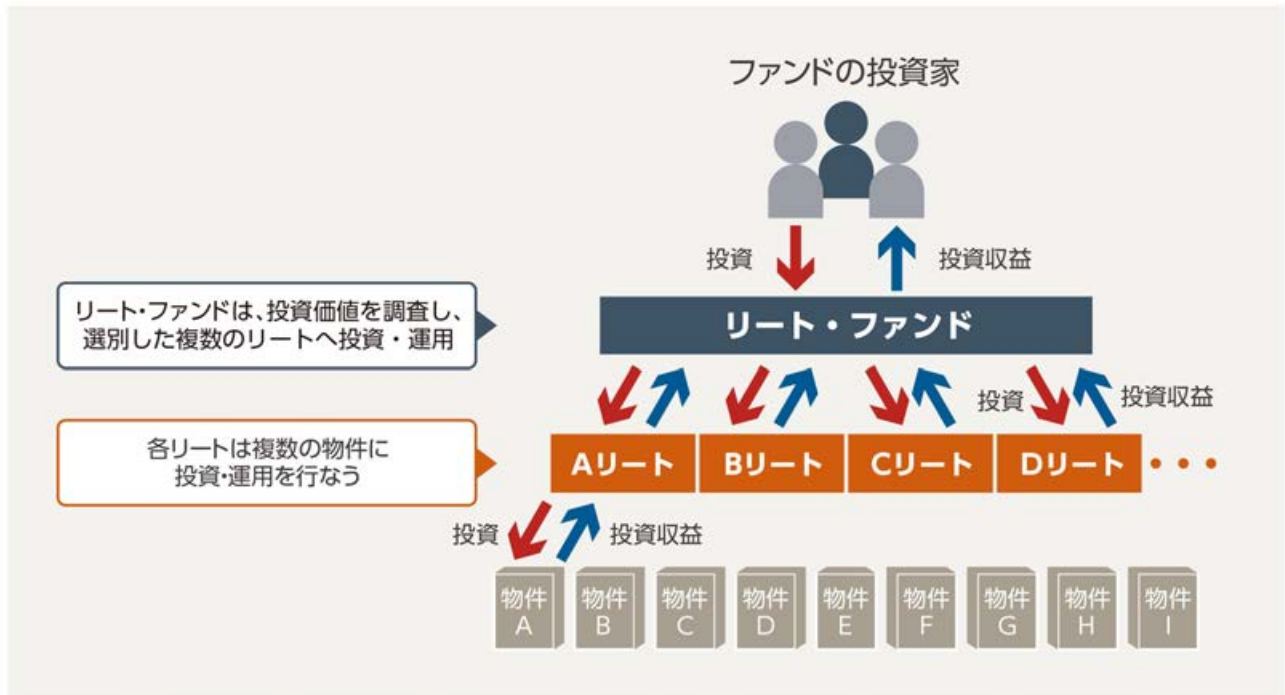 ファンドの投資家
投資
投資収益
リート・ファンドは、投資価値を調査し、
選別した複数のリートへ投資・運用
リート・ファンド
投資
投資収益
各リートは複数の物件に
投資・運用を行なう
Aリート
Bリート
Cリート
Dリート
投資
投資収益
物件
A
物件
B
物件
C
物件
D
物件
E
物件
F
物件
G
物件
H
物件
I